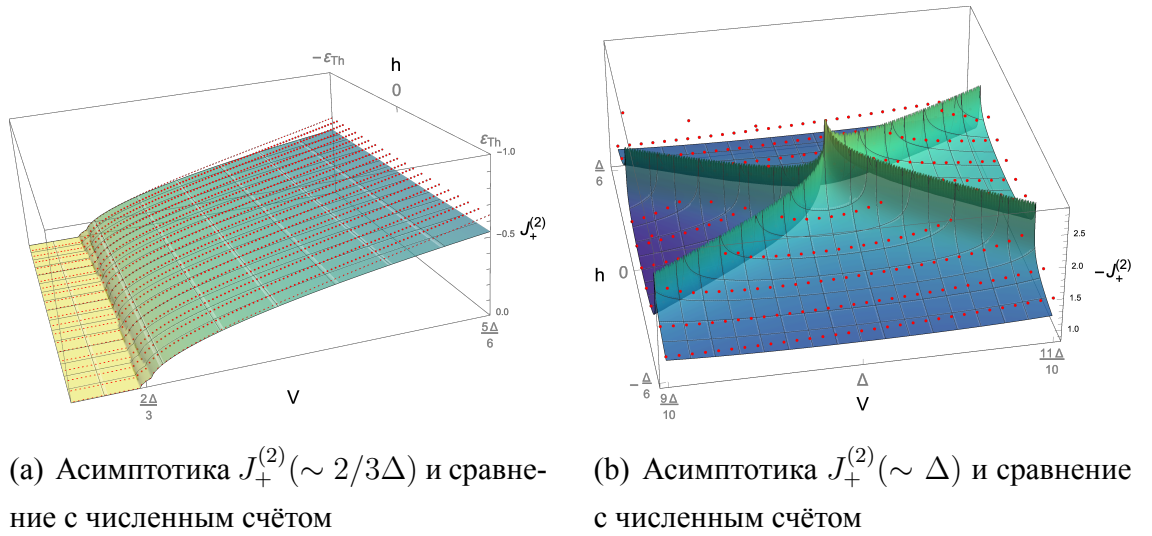 −ε_Th
h
0
ε_Th
−1.0
J_+^(2)
−0.5
0.0
5Δ/6
V
2Δ/3
Δ/6
h 0
−Δ/6
9Δ/10
Δ
V
11Δ/10
2.5
2.0
−J_+^(2)
1.5
1.0
(a) Асимптотика J_+^(2)(∼ 2/3Δ) и сравне-
ние с численным счётом
(b) Асимптотика J_+^(2)(∼ Δ) и сравнение
с численным счётом